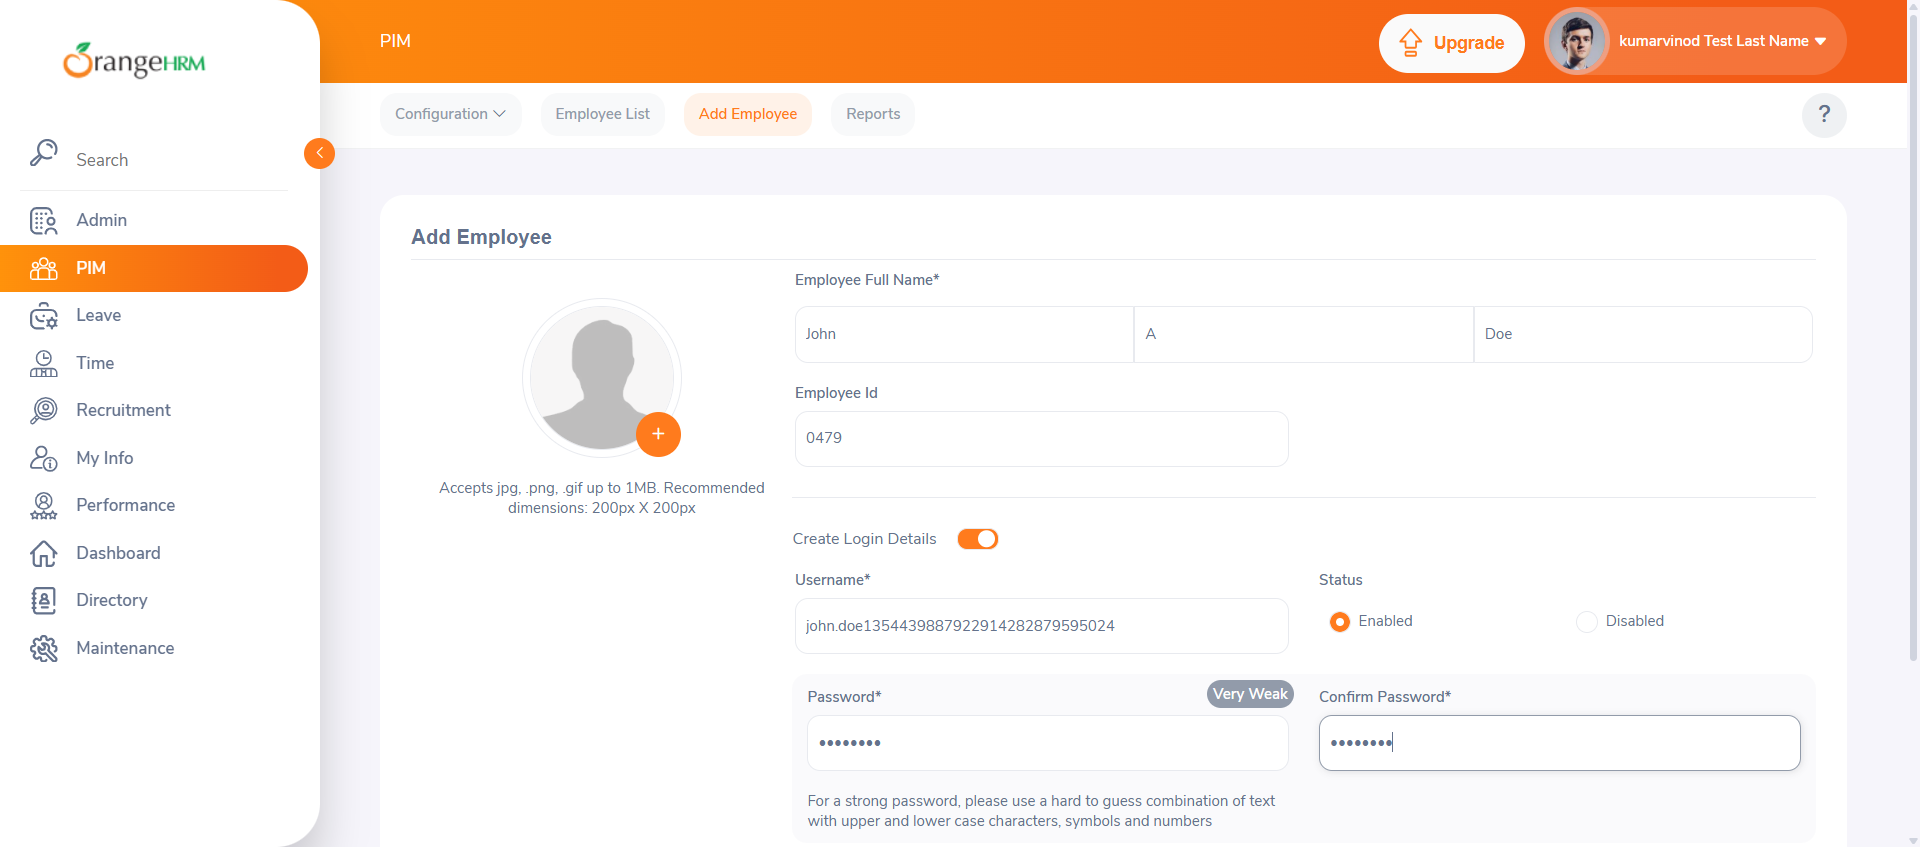 OrangeHRM
PIM
Upgrade
kumarvinod Test Last Name
Configuration
Employee List
Add Employee
Reports
?
Search
Admin
PIM
Leave
Time
Recruitment
My Info
Performance
Dashboard
Directory
Maintenance
Add Employee
Employee Full Name*
John
A
Doe
Employee Id
0479
Accepts jpg, .png, .gif up to 1MB. Recommended
dimensions: 200px X 200px
Create Login Details
Username*
Status
john.doe1354439887922914282879595024
Enabled
Disabled
Password*
Very Weak
Confirm Password*
••••••••
••••••••
For a strong password, please use a hard to guess combination of text
with upper and lower case characters, symbols and numbers